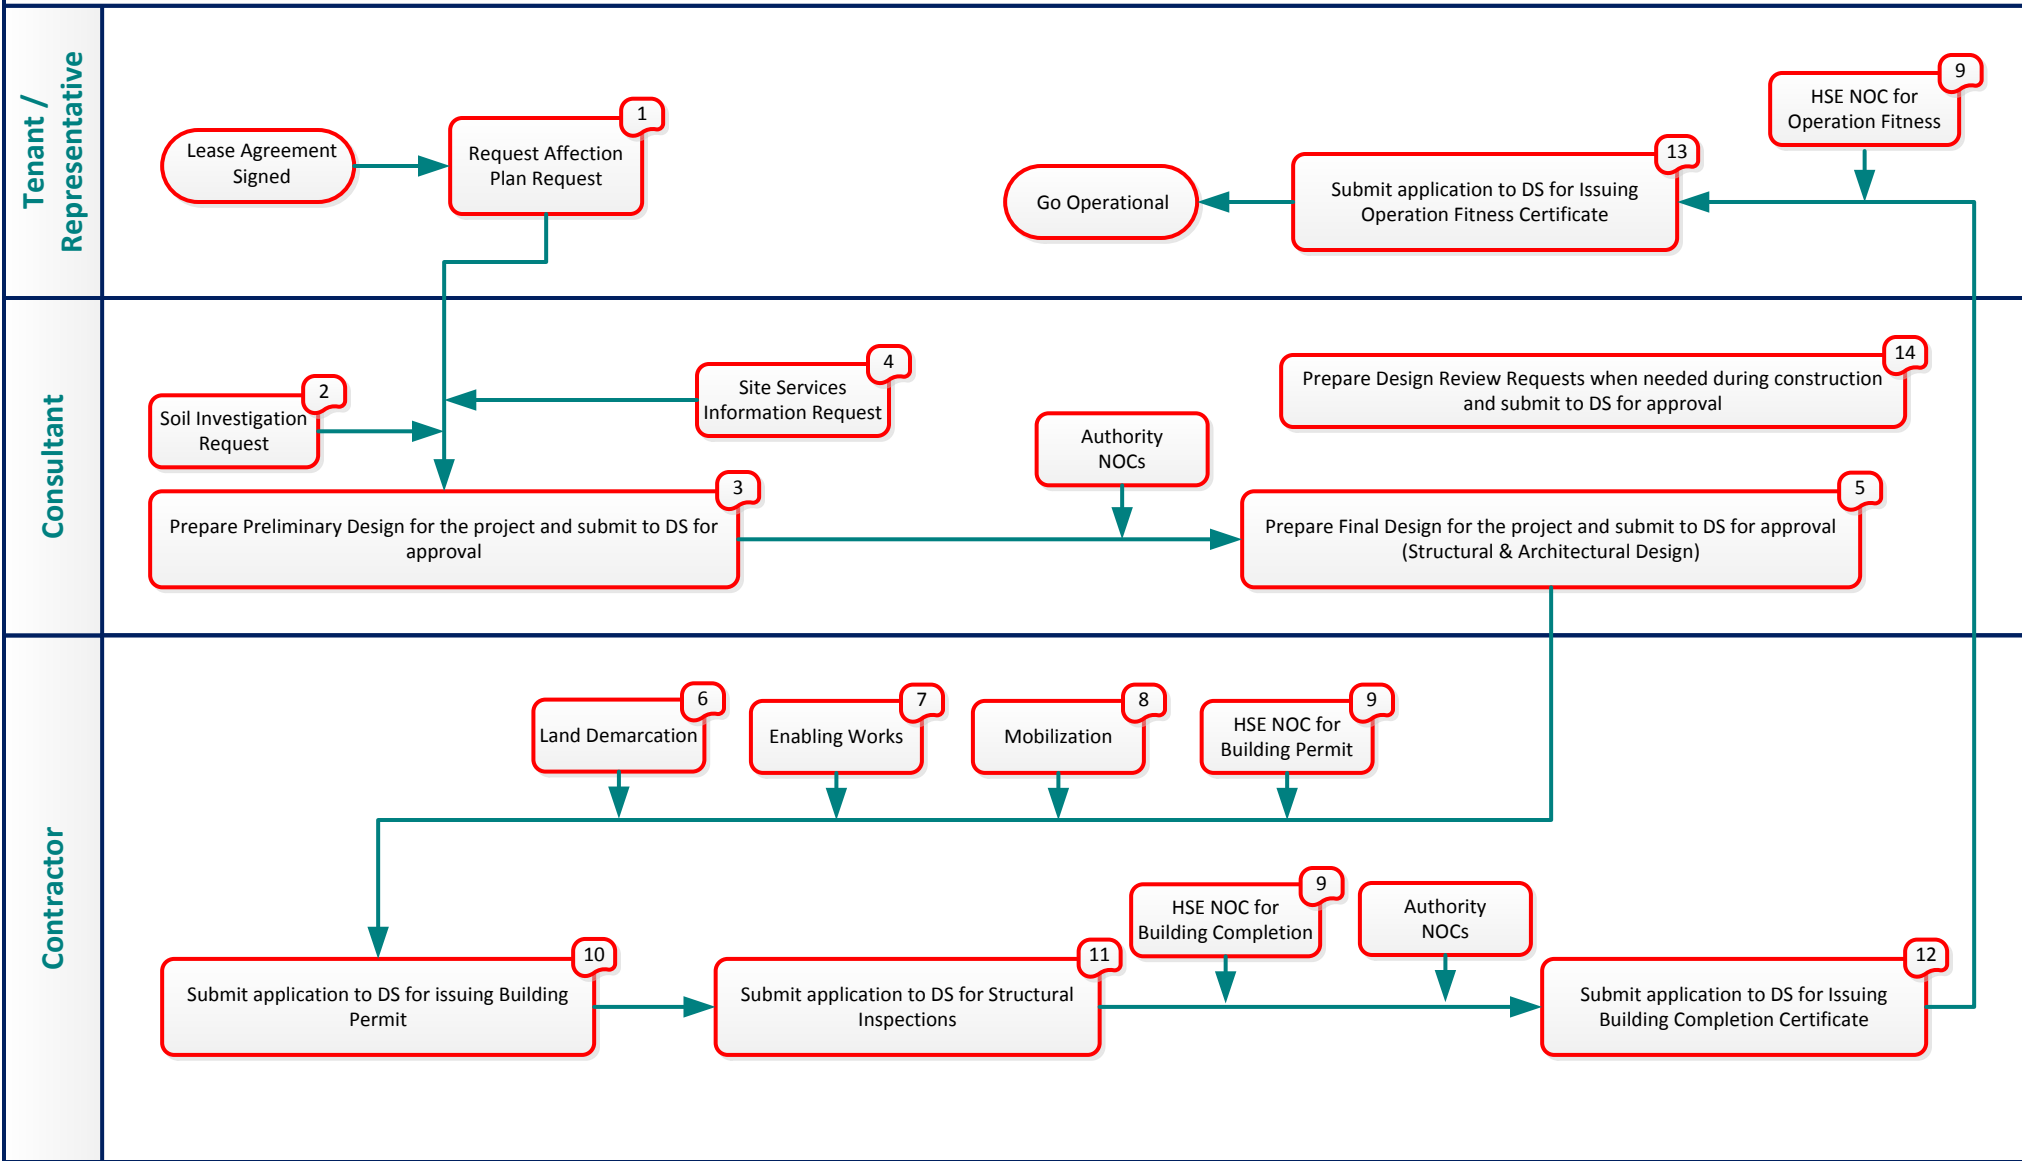 Tenant /
Representative
Lease Agreement
Signed
1
Request Affection
Plan Request
Go Operational
13
Submit application to DS for Issuing
Operation Fitness Certificate
9
HSE NOC for
Operation Fitness
Consultant
2
Soil Investigation
Request
4
Site Services
Information Request
14
Prepare Design Review Requests when needed during construction
and submit to DS for approval
Authority
NOCs
3
Prepare Preliminary Design for the project and submit to DS for
approval
5
Prepare Final Design for the project and submit to DS for approval
(Structural & Architectural Design)
Contractor
6
Land Demarcation
7
Enabling Works
8
Mobilization
9
HSE NOC for
Building Permit
9
HSE NOC for
Building Completion
Authority
NOCs
10
Submit application to DS for issuing Building
Permit
11
Submit application to DS for Structural
Inspections
12
Submit application to DS for Issuing
Building Completion Certificate